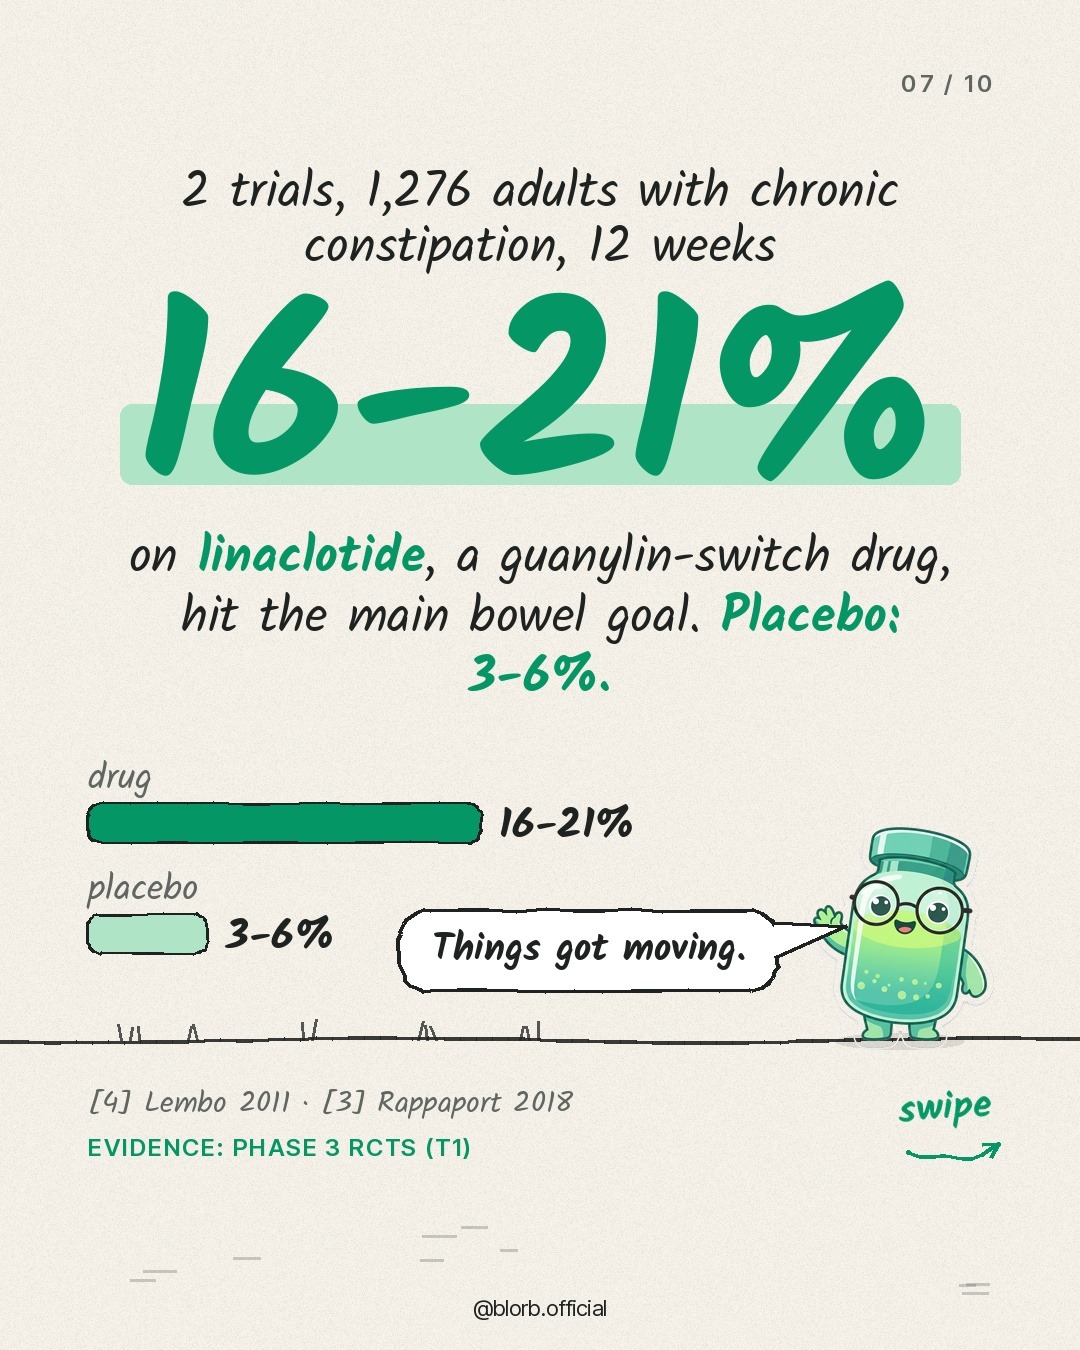 07 / 10
2 trials, 1,276 adults with chronic
constipation, 12 weeks
16-21%
on linaclotide, a guanylin-switch drug,
hit the main bowel goal. Placebo:
3-6%.
drug
16-21%
placebo
3-6%
Things got moving.
[4] Lembo 2011 · [3] Rappaport 2018
EVIDENCE: PHASE 3 RCTS (T1)
swipe
@blorb.official